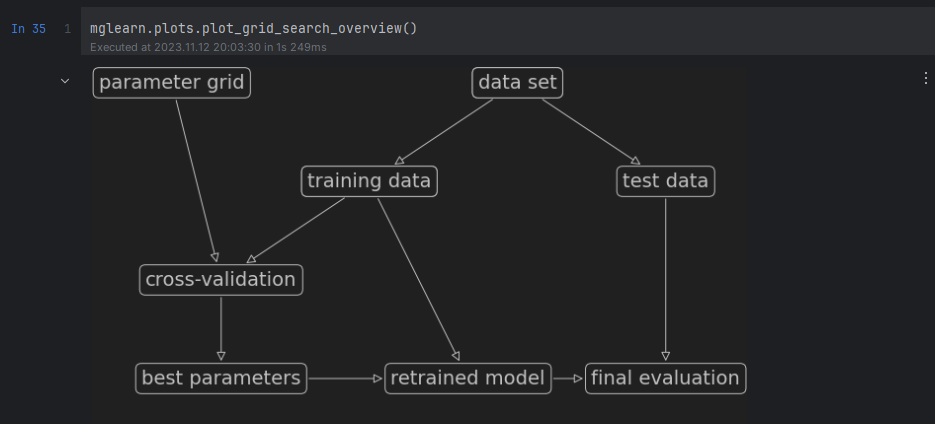 In 35 1 mglearn.plots.plot_grid_search_overview()
Executed at 2023.11.12 20:03:30 in 1s 249ms
parameter grid data set
training data test data
cross-validation
best parameters retrained model final evaluation